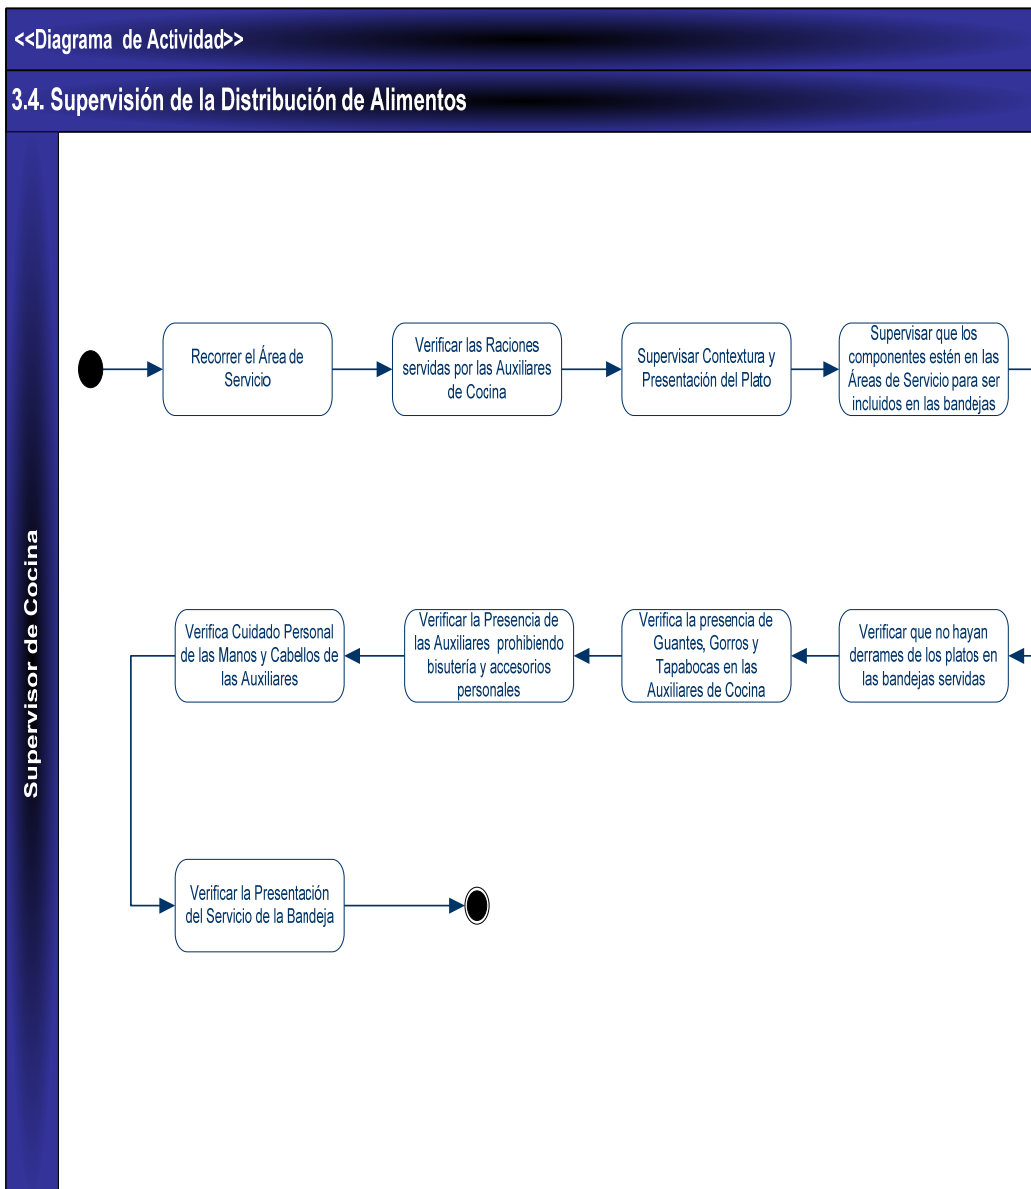 <<Diagrama de Actividad>>
3.4. Supervisión de la Distribución de Alimentos
Supervisor de Cocina
Recorrer el Área de
Servicio
Verificar las Raciones
servidas por las Auxiliares
de Cocina
Supervisar Contextura y
Presentación del Plato
Supervisar que los
componentes estén en las
Áreas de Servicio para ser
incluidos en las bandejas
Verificar que no hayan
derrames de los platos en
las bandejas servidas
Verifica la presencia de
Guantes, Gorros y
Tapabocas en las
Auxiliares de Cocina
Verificar la Presencia de
las Auxiliares prohibiendo
bisutería y accesorios
personales
Verifica Cuidado Personal
de las Manos y Cabellos de
las Auxiliares
Verificar la Presentación
del Servicio de la Bandeja